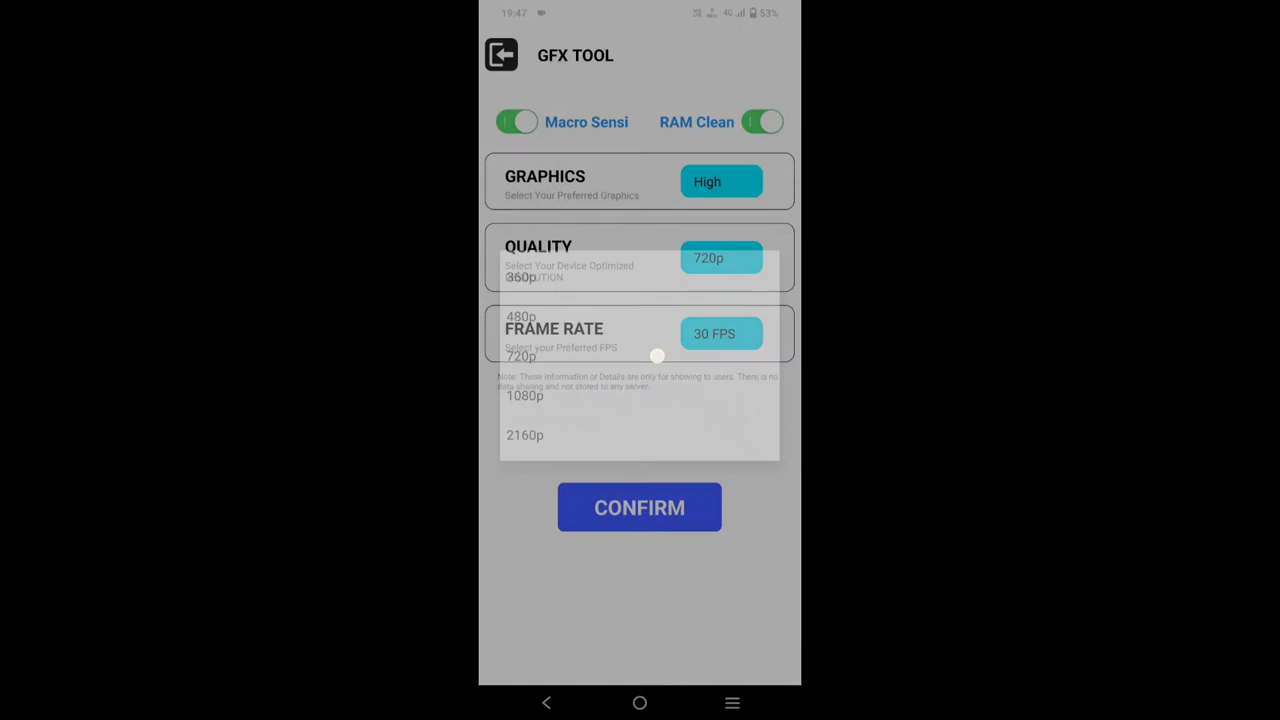 19:47 4G 53%
GFX TOOL
Macro Sensi RAM Clean
GRAPHICS
High
Select Your Preferred Graphics
QUALITY
720p
Select Your Device Optimized
360p
480p
FRAME RATE
30 FPS
Select your Preferred FPS
720p
Note: These Information or Details are only for showing to users. There is no
data sharing and not stored to any server.
1080p
2160p
CONFIRM